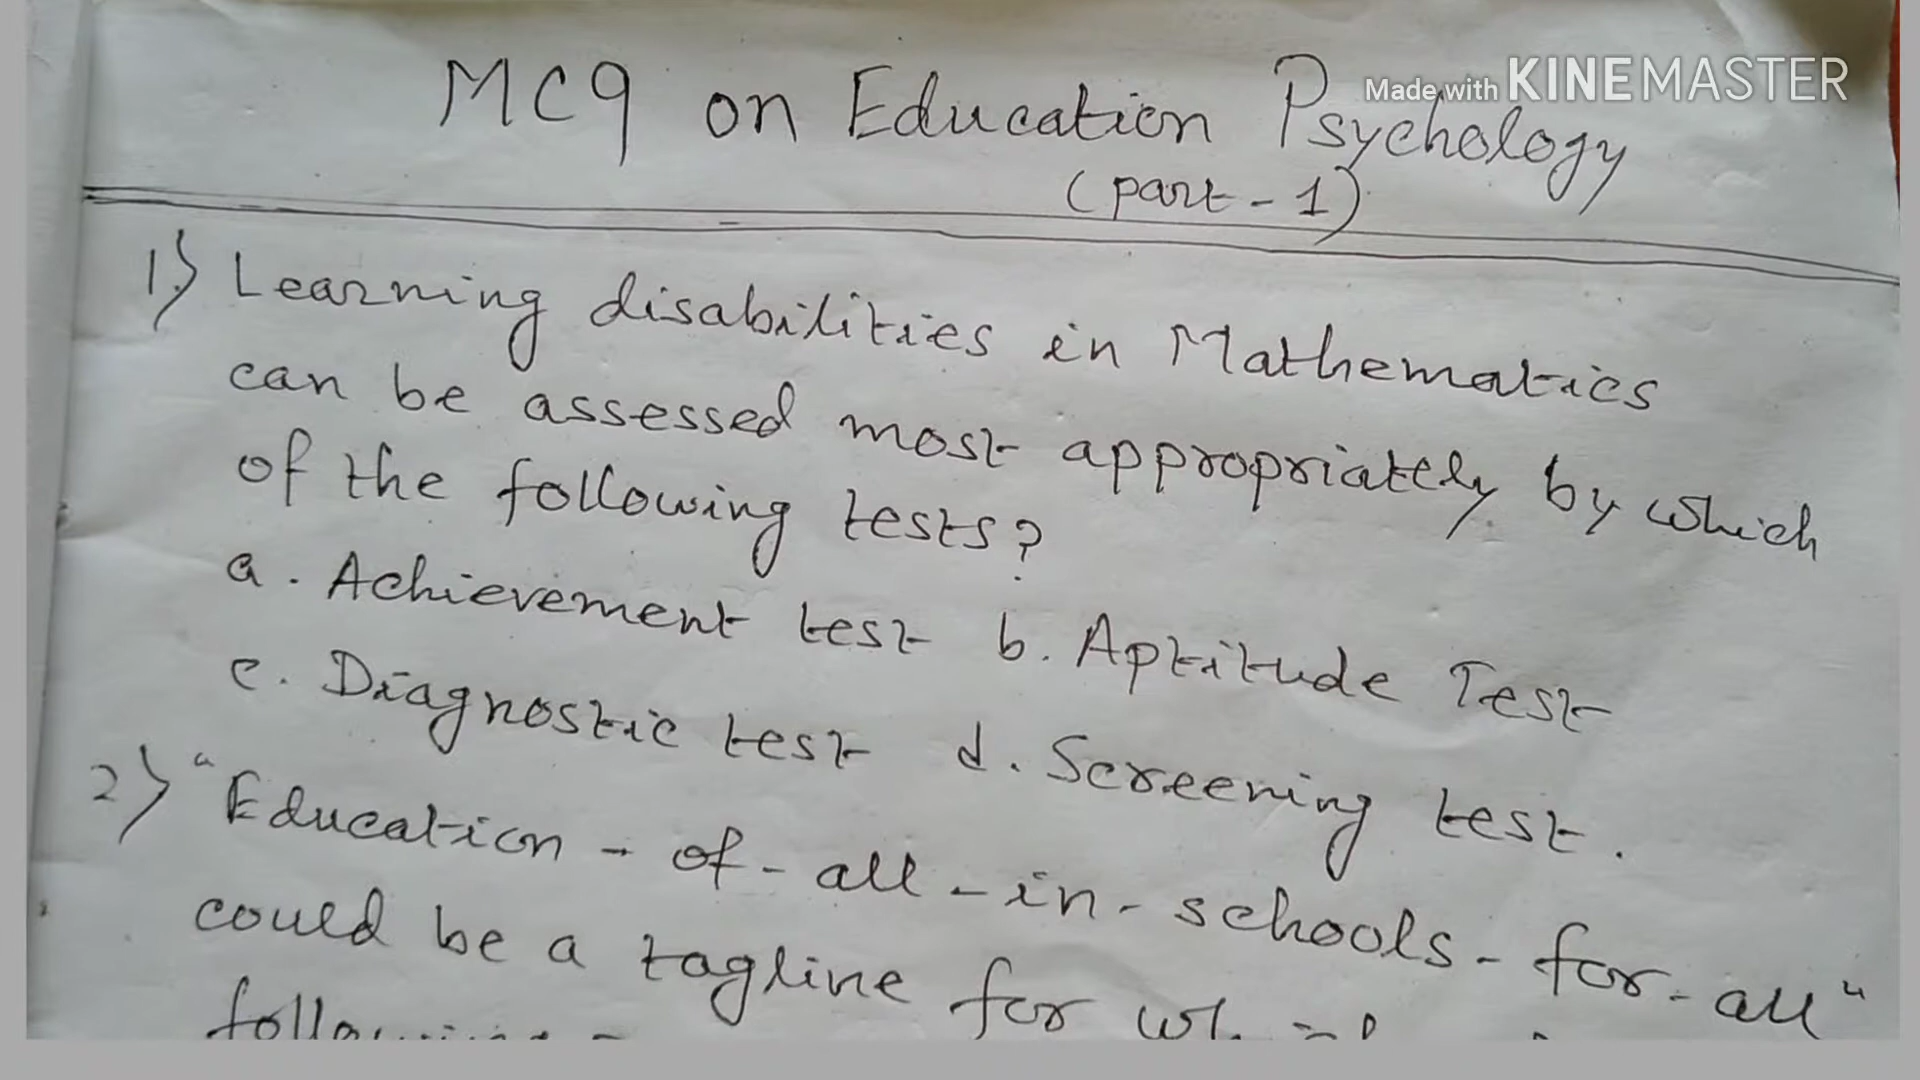 Made with KINEMASTER
MCQ on Education Psychology
(part-1)
1) Learning disabilities in Mathematics
can be assessed most appropriately by which
of the following tests?
a. Achievement test b. Aptitude Test
c. Diagnostic test d. Screening test.
2) "Education-of-all-in-schools-for-all"
could be a tagline for